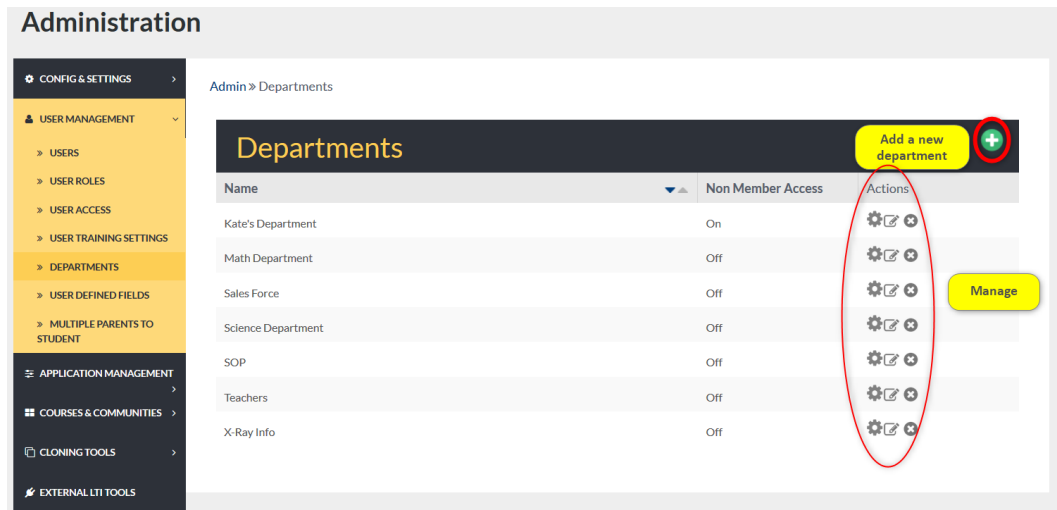 Administration
CONFIG & SETTINGS
USER MANAGEMENT
» USERS
» USER ROLES
» USER ACCESS
» USER TRAINING SETTINGS
» DEPARTMENTS
» USER DEFINED FIELDS
» MULTIPLE PARENTS TO
STUDENT
APPLICATION MANAGEMENT
COURSES & COMMUNITIES
CLONING TOOLS
EXTERNAL LTI TOOLS
Admin » Departments
Departments
Add a new
department
Name Non Member Access Actions
Kate's Department On
Math Department Off
Sales Force Off
Manage
Science Department Off
SOP Off
Teachers Off
X-Ray Info Off